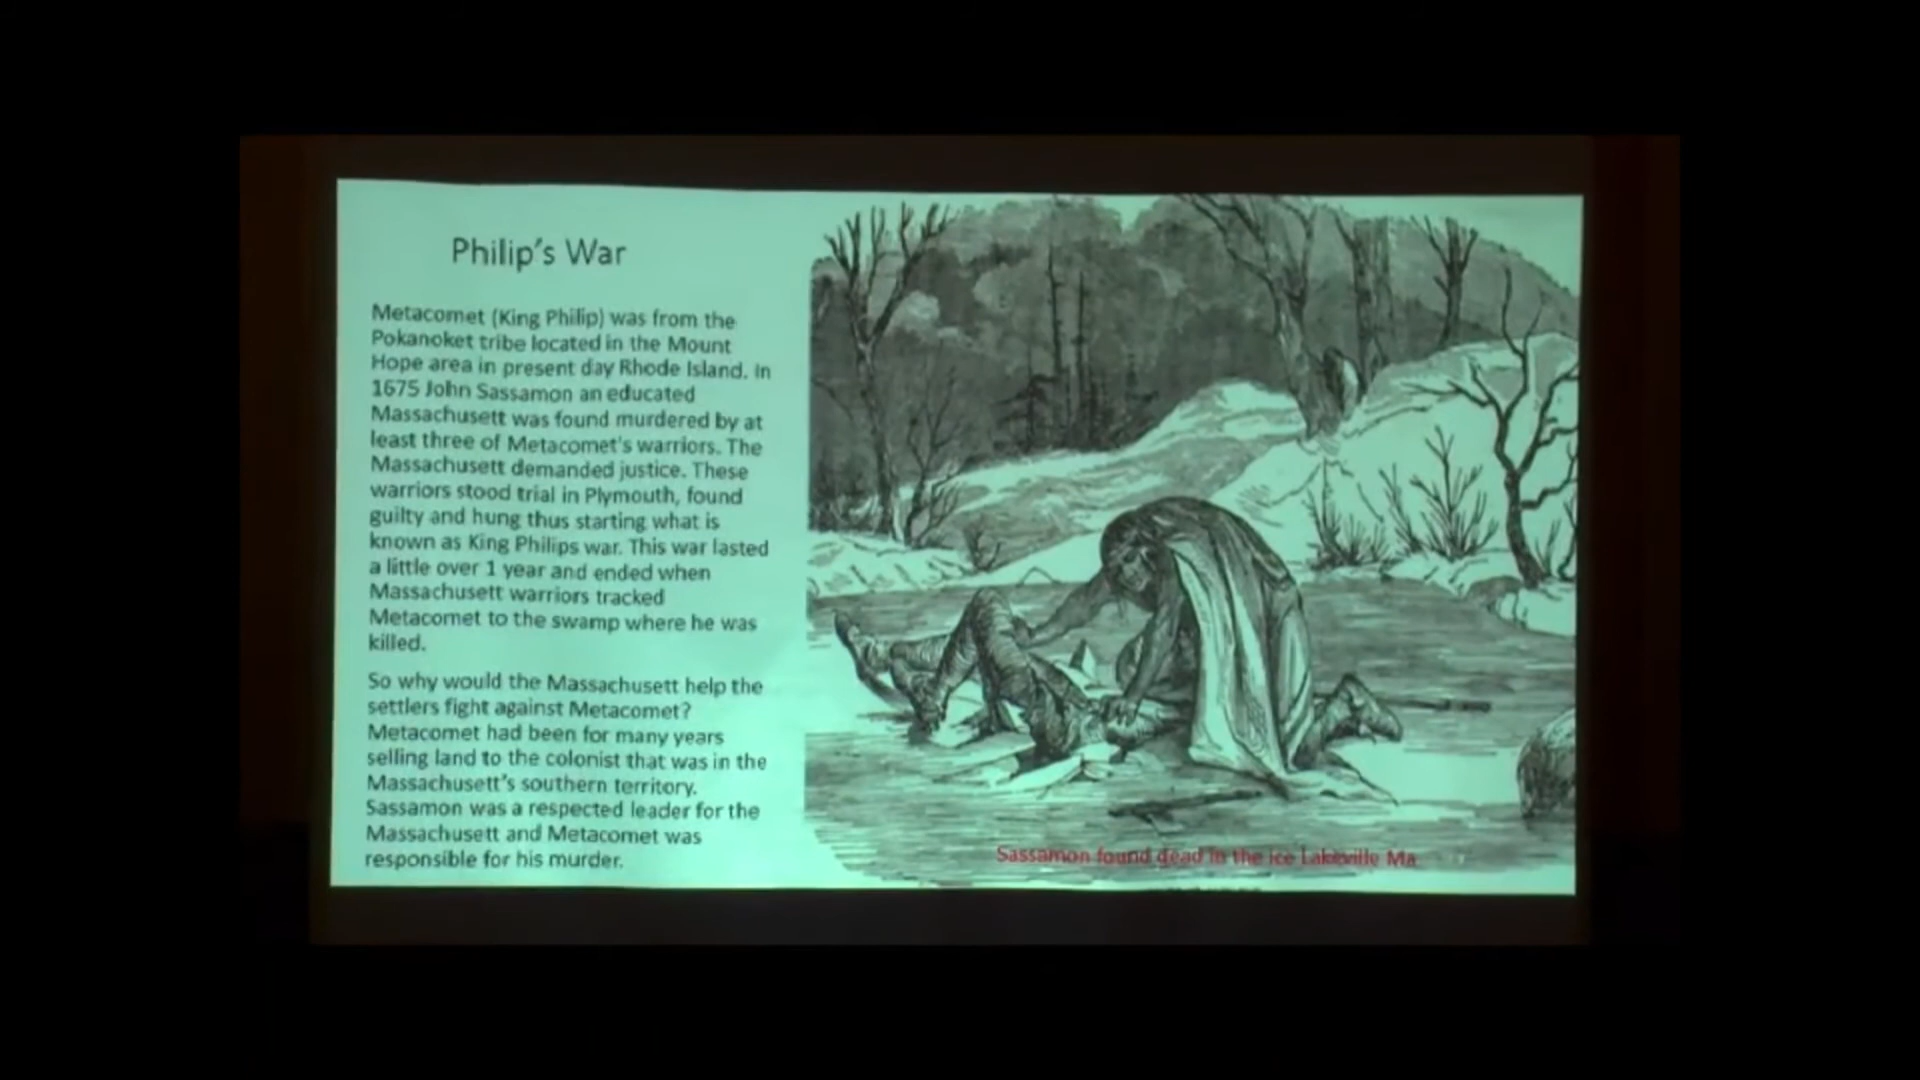 Philip's War
Metacomet (King Philip) was from the
Pokanoket tribe located in the Mount
Hope area in present day Rhode Island. In
1675 John Sassamon an educated
Massachusett was found murdered by at
least three of Metacomet's warriors. The
Massachusett demanded justice. These
warriors stood trial in Plymouth, found
guilty and hung thus starting what is
known as King Philips war. This war lasted
a little over 1 year and ended when
Massachusett warriors tracked
Metacomet to the swamp where he was
killed.
So why would the Massachusett help the
settlers fight against Metacomet?
Metacomet had been for many years
selling land to the colonist that was in the
Massachusett's southern territory.
Sassamon was a respected leader for the
Massachusett and Metacomet was
responsible for his murder.
Sassamon found dead in the ice Lakeville Ma